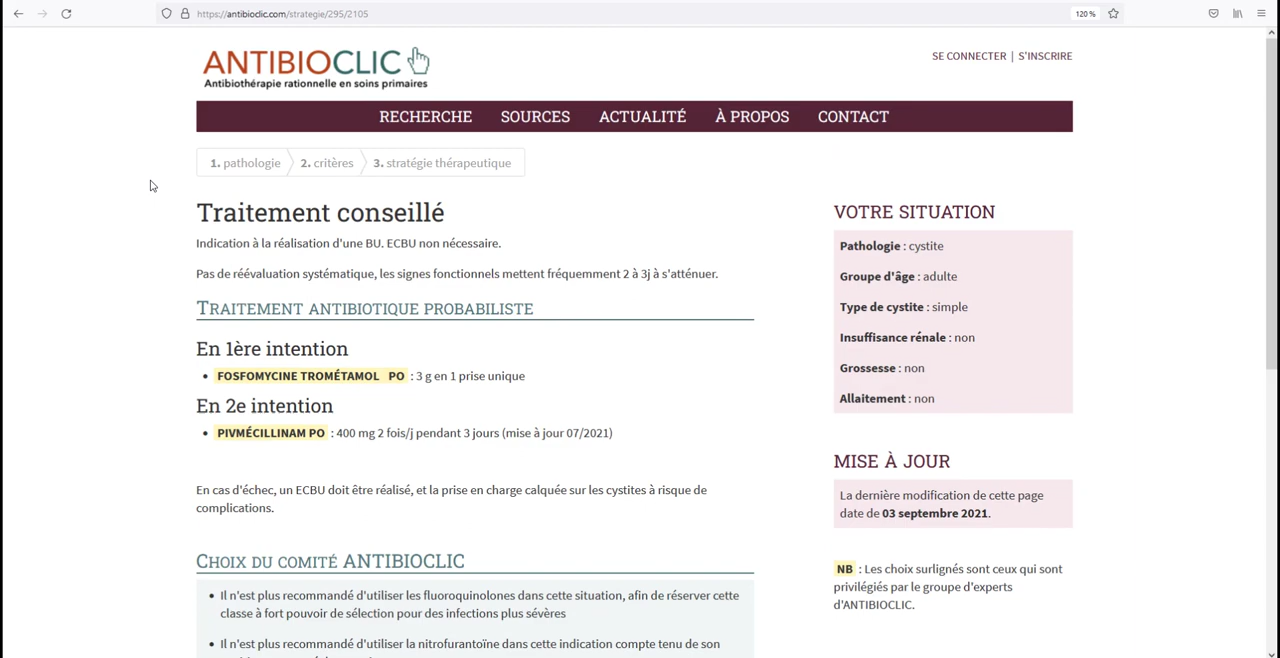 https://antibioclic.com/strategie/295/2105
120 %
ANTIBIOCLIC
Antibiothérapie rationnelle en soins primaires
SE CONNECTER | S'INSCRIRE
RECHERCHE SOURCES ACTUALITÉ À PROPOS CONTACT
1. pathologie 2. critères 3. stratégie thérapeutique
Traitement conseillé
Indication à la réalisation d'une BU. ECBU non nécessaire.
Pas de réévaluation systématique, les signes fonctionnels mettent fréquemment 2 à 3j à s'atténuer.
TRAITEMENT ANTIBIOTIQUE PROBABILISTE
En 1ère intention
• FOSFOMYCINE TROMÉTAMOL PO : 3 g en 1 prise unique
En 2e intention
• PIVMÉCILLINAM PO : 400 mg 2 fois/j pendant 3 jours (mise à jour 07/2021)
En cas d'échec, un ECBU doit être réalisé, et la prise en charge calquée sur les cystites à risque de
complications.
CHOIX DU COMITÉ ANTIBIOCLIC
• Il n'est plus recommandé d'utiliser les fluoroquinolones dans cette situation, afin de réserver cette
classe à fort pouvoir de sélection pour des infections plus sévères
• Il n'est plus recommandé d'utiliser la nitrofurantoïne dans cette indication compte tenu de son
VOTRE SITUATION
Pathologie : cystite
Groupe d'âge : adulte
Type de cystite : simple
Insuffisance rénale : non
Grossesse : non
Allaitement : non
MISE À JOUR
La dernière modification de cette page
date de 03 septembre 2021.
NB : Les choix surlignés sont ceux qui sont
privilégiés par le groupe d'experts
d'ANTIBIOCLIC.